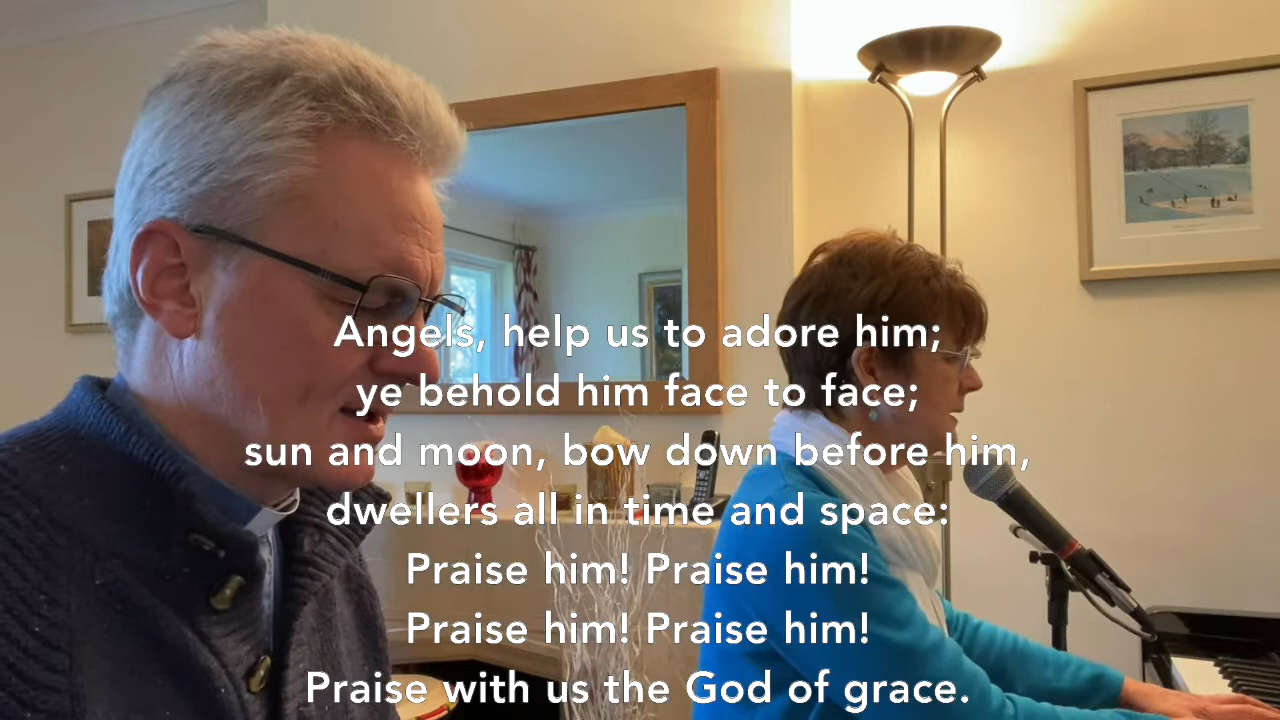 Angels, help us to adore him;
ye behold him face to face;
sun and moon, bow down before him,
dwellers all in time and space:
Praise him! Praise him!
Praise him! Praise him!
Praise with us the God of grace.